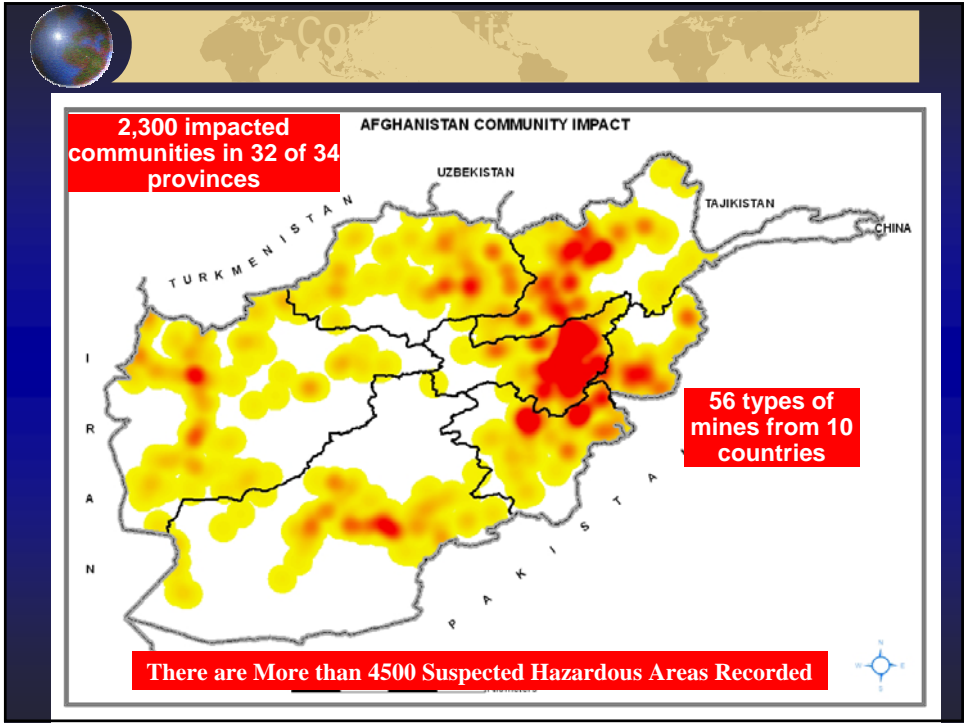 2,300 impacted
communities in 32 of 34
provinces
AFGHANISTAN COMMUNITY IMPACT
UZBEKISTAN
TAJIKISTAN
CHINA
TURKMENISTAN
IRAN
56 types of
mines from 10
countries
There are More than 4500 Suspected Hazardous Areas Recorded
N
W
E
S